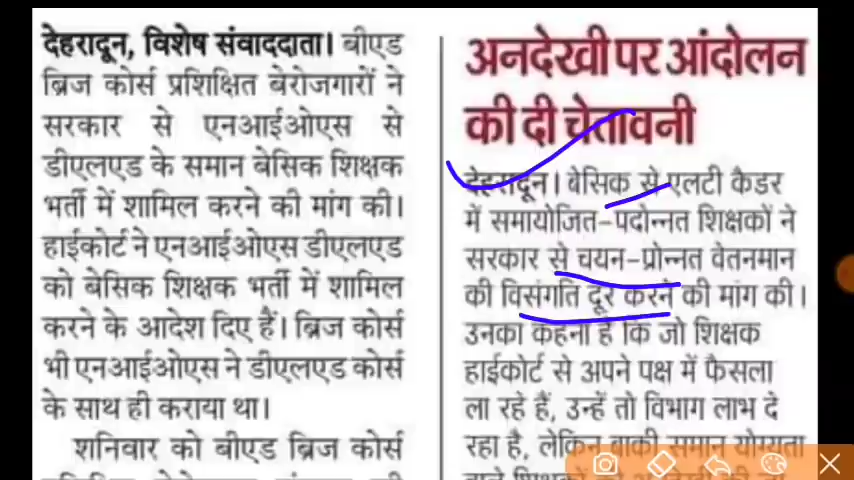 देहरादून, विशेष संवाददाता। बीएड
ब्रिज कोर्स प्रशिक्षित बेरोजगारों ने
सरकार से एनआईओएस से
डीएलएड के समान बेसिक शिक्षक
भर्ती में शामिल करने की मांग की।
हाईकोर्ट ने एनआईओएस डीएलएड
को बेसिक शिक्षक भर्ती में शामिल
करने के आदेश दिए हैं। ब्रिज कोर्स
भी एनआईओएस ने डीएलएड कोर्स
के साथ ही कराया था।
शनिवार को बीएड ब्रिज कोर्स
अनदेखी पर आंदोलन
की दी चेतावनी
देहरादून। बेसिक से एलटी कैडर
में समायोजित-पदोन्नत शिक्षकों ने
सरकार से चयन-प्रोन्नत वेतनमान
की विसंगति दूर करने की मांग की।
उनका कहना है कि जो शिक्षक
हाईकोर्ट से अपने पक्ष में फैसला
ला रहे हैं, उन्हें तो विभाग लाभ दे
रहा है, लेकिन बाकी समान योग्यता